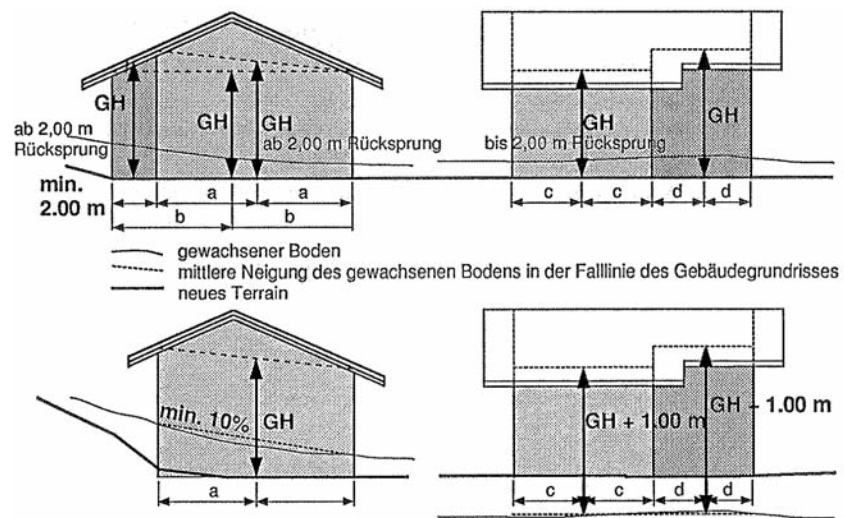 GH
GH
GH
GH
GH
ab 2,00 m
Rücksprung
ab 2,00 m Rücksprung
bis 2,00 m Rücksprung
min.
2.00 m
a
a
b
b
c
c
d
d
gewachsener Boden
mittlere Neigung des gewachsenen Bodens in der Falllinie des Gebäudegrundrisses
neues Terrain
min. 10%
GH
GH + 1.00 m
GH - 1.00 m
a
c
c
d
d